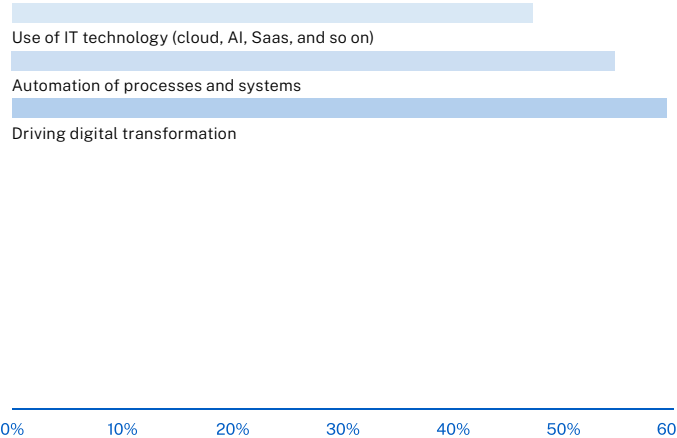 Use of IT technology (cloud, AI, Saas, and so on)
Automation of processes and systems
Driving digital transformation
0% 10% 20% 30% 40% 50% 60